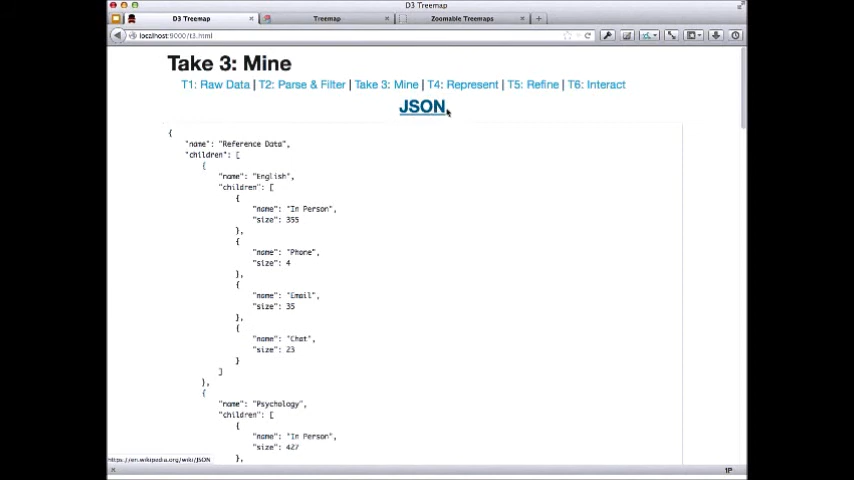 D3 Treemap
D3 Treemap
Treemap
Zoomable Treemaps
localhost:9000/t3.html
Take 3: Mine
T1: Raw Data | T2: Parse & Filter | Take 3: Mine | T4: Represent | T5: Refine | T6: Interact
JSON
{
"name": "Reference Data",
"children": [
{
"name": "English",
"children": [
{
"name": "In Person",
"size": 355
},
{
"name": "Phone",
"size": 4
},
{
"name": "Email",
"size": 35
},
{
"name": "Chat",
"size": 23
}
]
},
{
"name": "Psychology",
"children": [
{
"name": "In Person",
"size": 427
},
https://en.wikipedia.org/wiki/JSON
1P